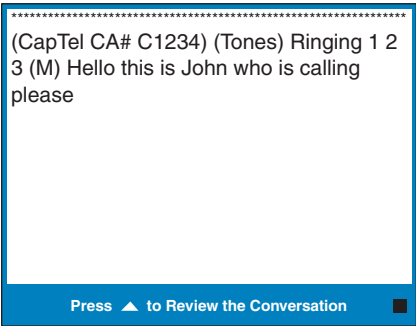 ******************************************************************
(CapTel CA# C1234) (Tones) Ringing 1 2
3 (M) Hello this is John who is calling
please
Press ▲ to Review the Conversation